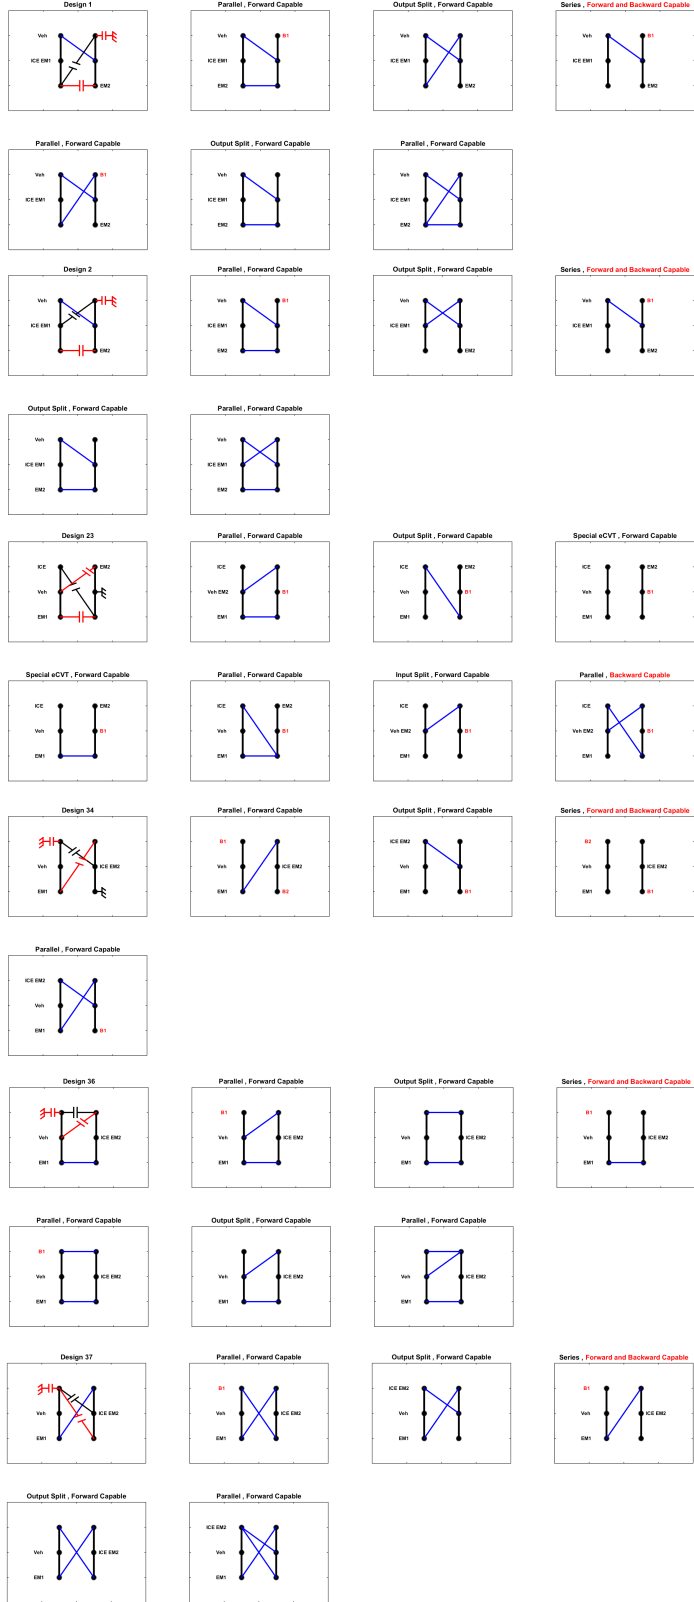 Design 1 Parallel , Forward Capable Output Split , Forward Capable Series , Forward and Backward Capable
Veh Veh B1 Veh Veh B1
ICE EM1 ICE EM1 ICE EM1 ICE EM1
EM2 EM2 EM2 EM2
Parallel , Forward Capable Output Split , Forward Capable Parallel , Forward Capable
Veh B1 Veh Veh
ICE EM1 ICE EM1 ICE EM1
EM2 EM2 EM2
Design 2 Parallel , Forward Capable Output Split , Forward Capable Series , Forward and Backward Capable
Veh Veh B1 Veh Veh B1
ICE EM1 ICE EM1 ICE EM1 ICE EM1
EM2 EM2 EM2 EM2
Output Split , Forward Capable Parallel , Forward Capable
Veh Veh
ICE EM1 ICE EM1
EM2 EM2
Design 23 Parallel , Forward Capable Output Split , Forward Capable Special eCVT , Forward Capable
ICE EM2 ICE ICE EM2 ICE EM2
Veh Veh EM2 B1 Veh B1 Veh B1
EM1 EM1 EM1 EM1
Special eCVT , Forward Capable Parallel , Forward Capable Input Split , Forward Capable Parallel , Backward Capable
ICE EM2 ICE EM2 ICE ICE
Veh B1 Veh B1 Veh EM2 B1 Veh EM2 B1
EM1 EM1 EM1 EM1
Design 34 Parallel , Forward Capable Output Split , Forward Capable Series , Forward and Backward Capable
B1 ICE EM2 B2
Veh ICE EM2 Veh ICE EM2 Veh Veh ICE EM2
EM1 EM1 B2 EM1 B1 EM1 B1
Parallel , Forward Capable
ICE EM2
Veh
EM1 B1
Design 36 Parallel , Forward Capable Output Split , Forward Capable Series , Forward and Backward Capable
B1 B1
Veh ICE EM2 Veh ICE EM2 Veh ICE EM2 Veh ICE EM2
EM1 EM1 EM1 EM1
Parallel , Forward Capable Output Split , Forward Capable Parallel , Forward Capable
B1
Veh ICE EM2 Veh ICE EM2 Veh ICE EM2
EM1 EM1 EM1
Design 37 Parallel , Forward Capable Output Split , Forward Capable Series , Forward and Backward Capable
B1 ICE EM2 B1
Veh ICE EM2 Veh ICE EM2 Veh Veh ICE EM2
EM1 EM1 EM1 EM1
Output Split , Forward Capable Parallel , Forward Capable
ICE EM2
Veh ICE EM2 Veh
EM1 EM1